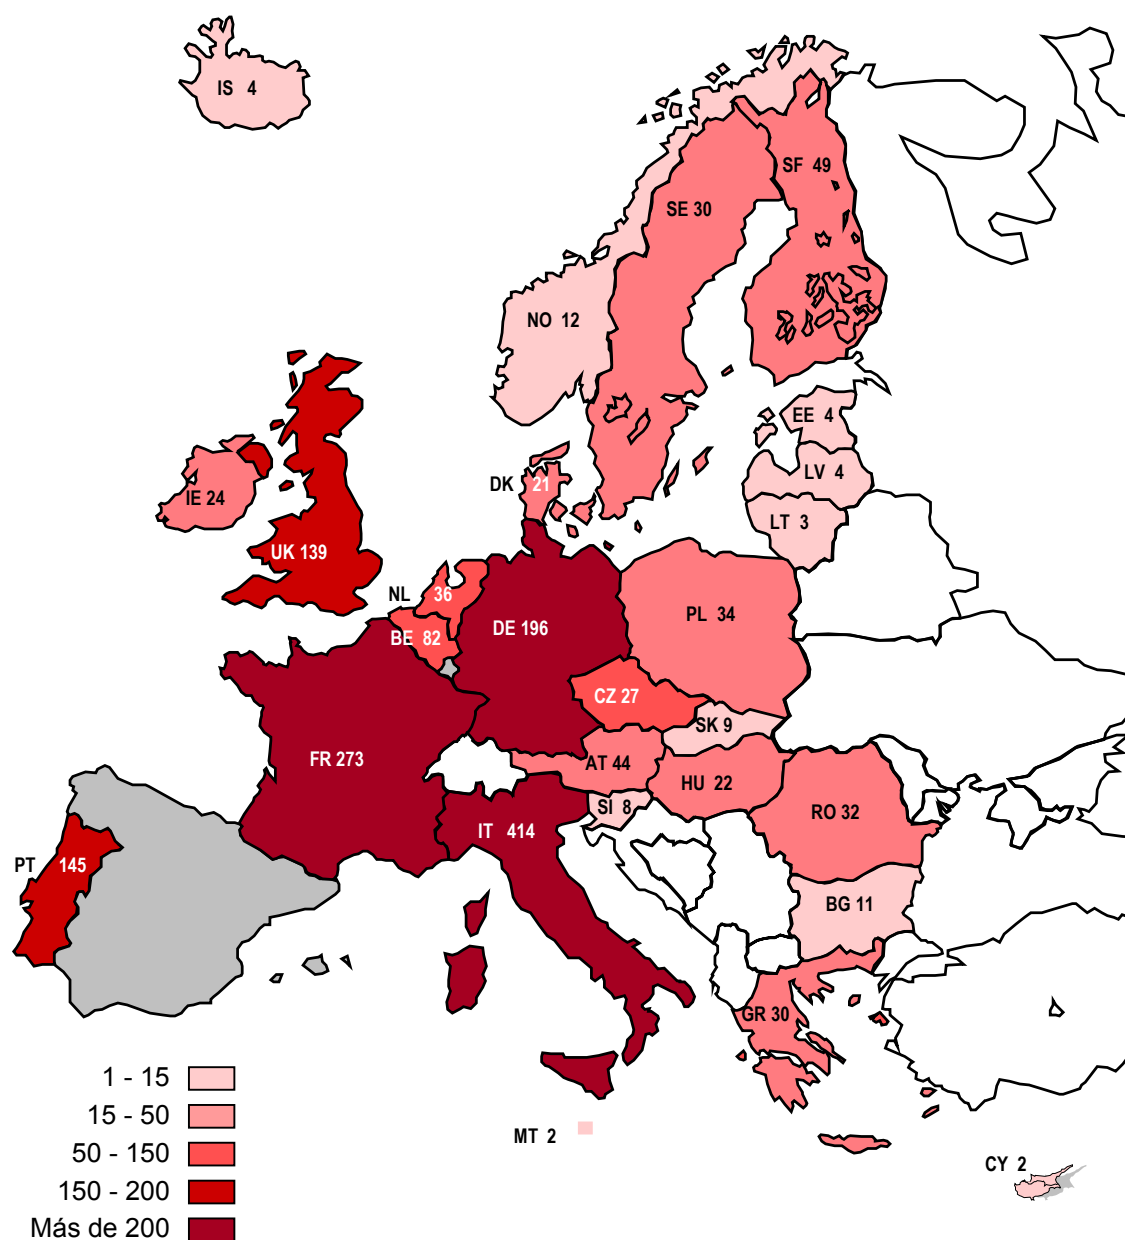 IS 4
SF 49
SE 30
NO 12
EE 4
LV 4
DK 21
IE 24
LT 3
UK 139
NL 36
PL 34
DE 196
BE 82
CZ 27
SK 9
FR 273
AT 44
HU 22
SI 8
RO 32
IT 414
PT 145
BG 11
GR 30
1 - 15
15 - 50
MT 2
50 - 150
CY 2
150 - 200
Más de 200